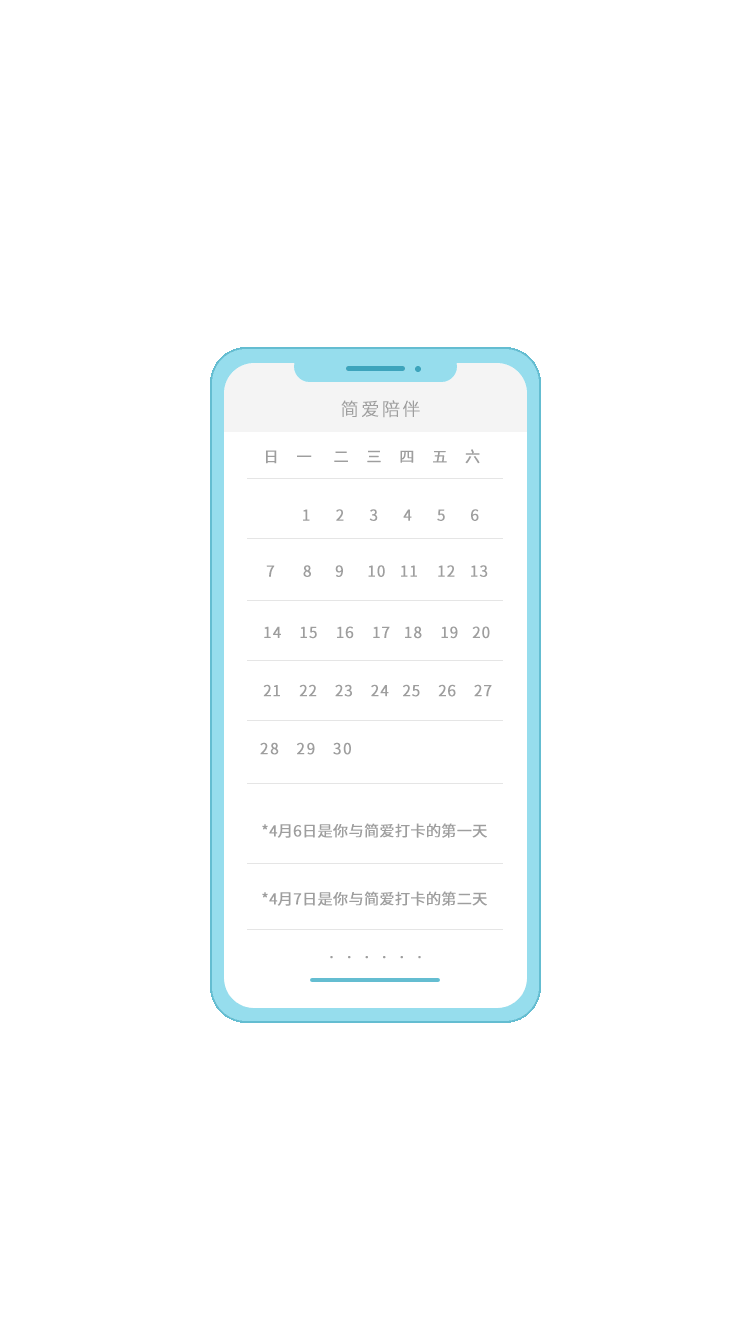 简爱陪伴
日 一 二 三 四 五 六
1 2 3 4 5 6
7 8 9 10 11 12 13
14 15 16 17 18 19 20
21 22 23 24 25 26 27
28 29 30
*4月6日是你与简爱打卡的第一天
*4月7日是你与简爱打卡的第二天
. . . . . .